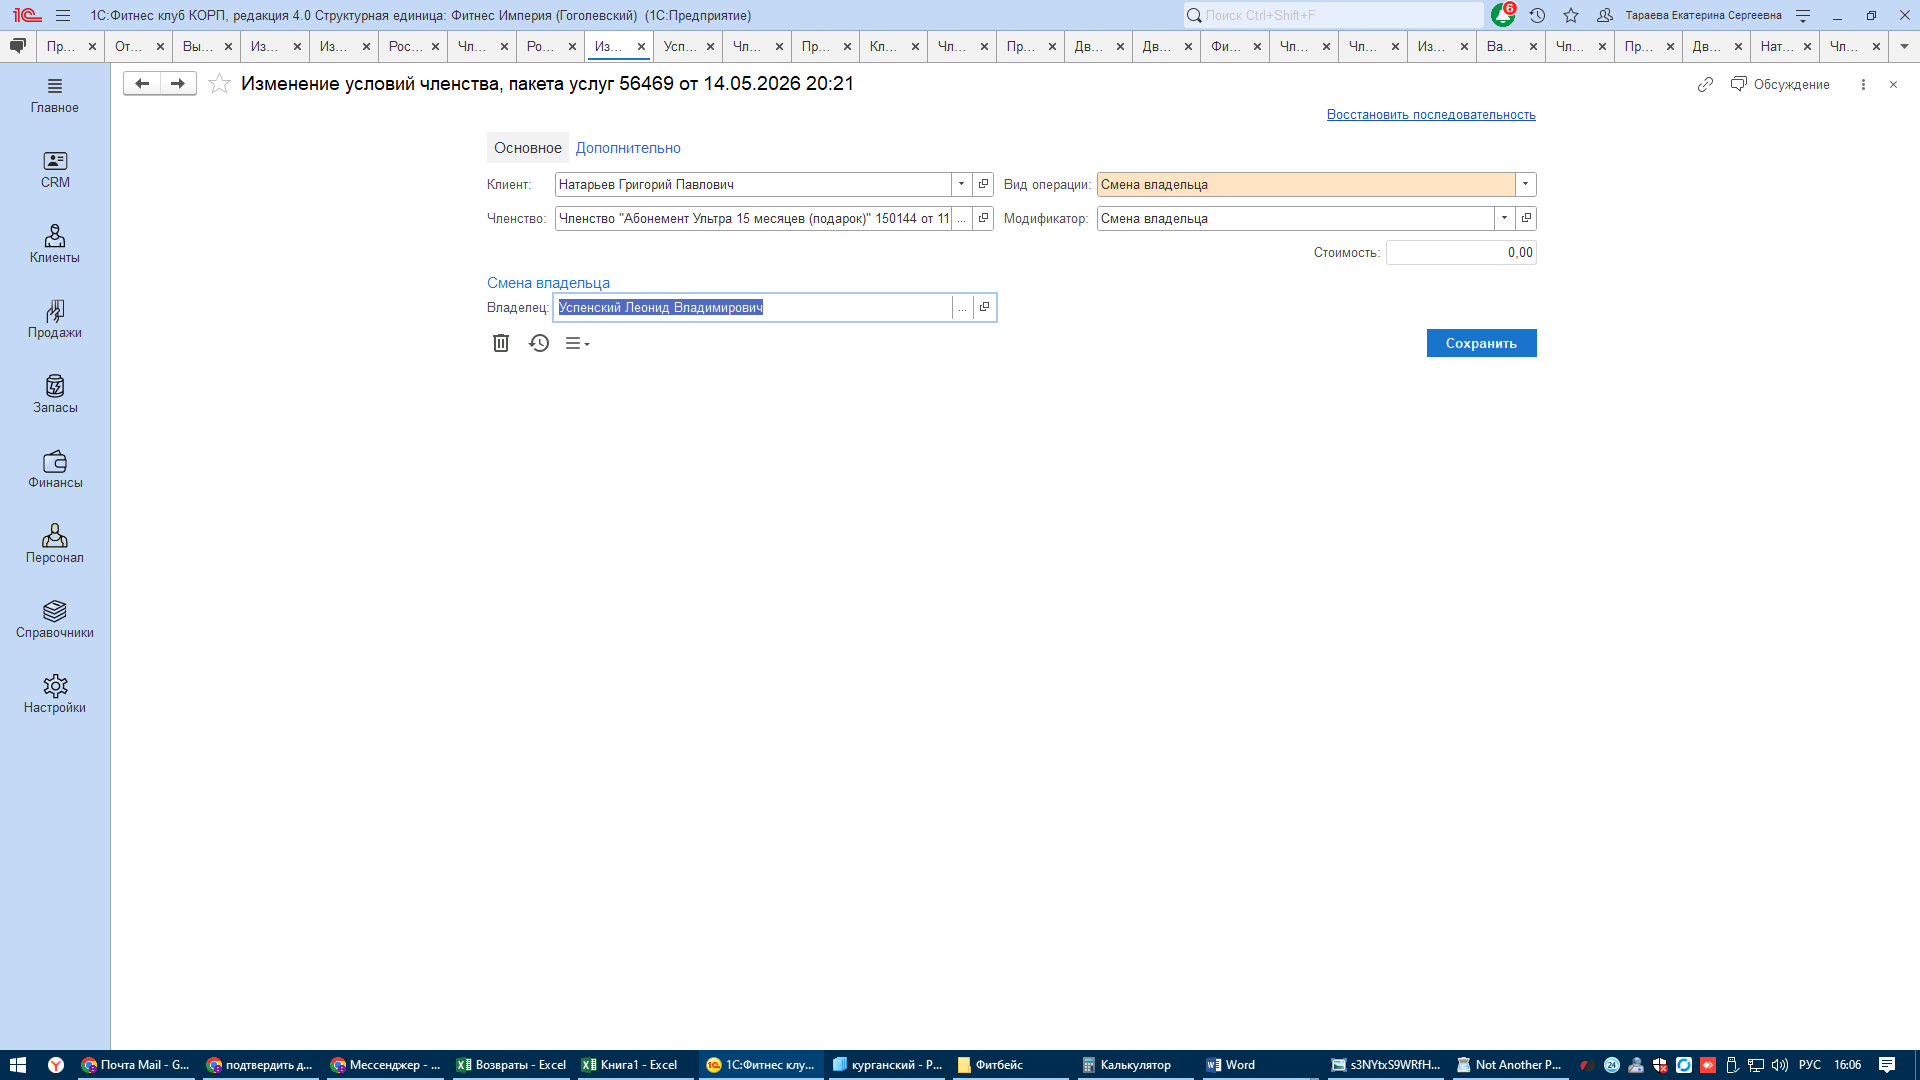 1С:Фитнес клуб КОРП, редакция 4.0 Структурная единица: Фитнес Империя (Гоголевский) (1С:Предприятие)
Поиск Ctrl+Shift+F
6
Тараева Екатерина Сергеевна
Пр... От... Вы... Из... Из... Рос... Чл... Ро... Из... Усп... Чл... Пр... Кл... Чл... Пр... Дв... Дв... Фи... Чл... Чл... Из... Ва... Чл... Пр... Дв... Нат... Чл...
Главное
CRM
Клиенты
Продажи
Запасы
Финансы
Персонал
Справочники
Настройки
Изменение условий членства, пакета услуг 56469 от 14.05.2026 20:21
Обсуждение
Восстановить последовательность
Основное Дополнительно
Клиент: Натарьев Григорий Павлович
Вид операции: Смена владельца
Членство: Членство "Абонемент Ультра 15 месяцев (подарок)" 150144 от 11
Модификатор: Смена владельца
Стоимость: 0,00
Смена владельца
Владелец: Успенский Леонид Владимирович
Сохранить
Почта Mail - G...
подтвердить д...
Мессенджер - ...
Возвраты - Excel
Книга1 - Excel
1С:Фитнес клу...
курганский - P...
Фитбейс
Калькулятор
Word
s3NYtxS9WRfH...
Not Another P...
24
РУС
16:06